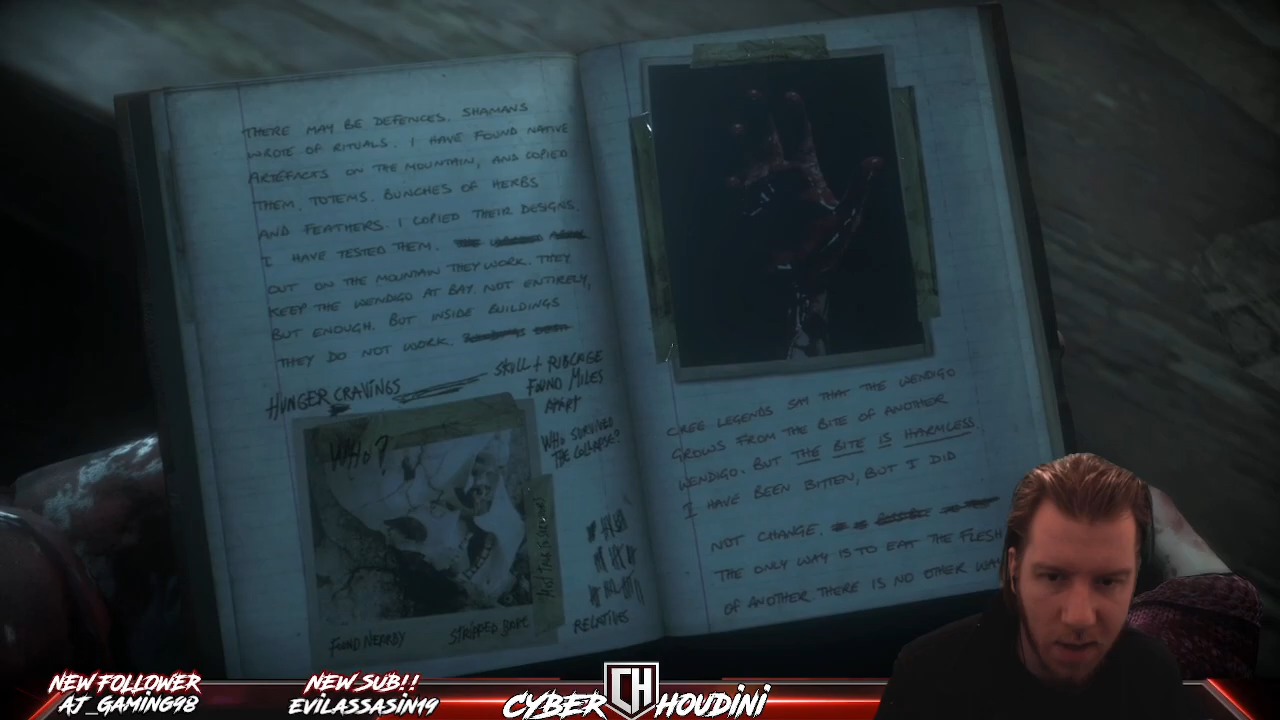 THERE MAY BE DEFENCES. SHAMANS
WROTE OF RITUALS. I HAVE FOUND NATIVE
ARTEFACTS ON THE MOUNTAIN, AND COPIED
THEM. TOTEMS. BUNCHES OF HERBS
AND FEATHERS. I COPIED THEIR DESIGNS.
I HAVE TESTED THEM.
OUT ON THE MOUNTAIN THEY WORK. THEY
KEEP THE WENDIGO AT BAY. NOT ENTIRELY,
BUT ENOUGH. BUT INSIDE BUILDINGS
THEY DO NOT WORK.
HUNGER CRAVINGS
SKULL + RIBCAGE
FOUND MILES
APART
WHO?
WHO SURVIVED
THE COLLAPSE?
FOUND NEARBY
STRIPPED BARE
RELATIVES
CREE LEGENDS SAY THAT THE WENDIGO
GROWS FROM THE BITE OF ANOTHER
WENDIGO. BUT THE BITE IS HARMLESS
I HAVE BEEN BITTEN, BUT I DID
NOT CHANGE.
THE ONLY WAY IS TO EAT THE FLESH
OF ANOTHER. THERE IS NO OTHER WAY
NEW FOLLOWER
AJ_GAMING98
NEW SUB!!
EVILASSASIN19
CYBER CH HOUDINI